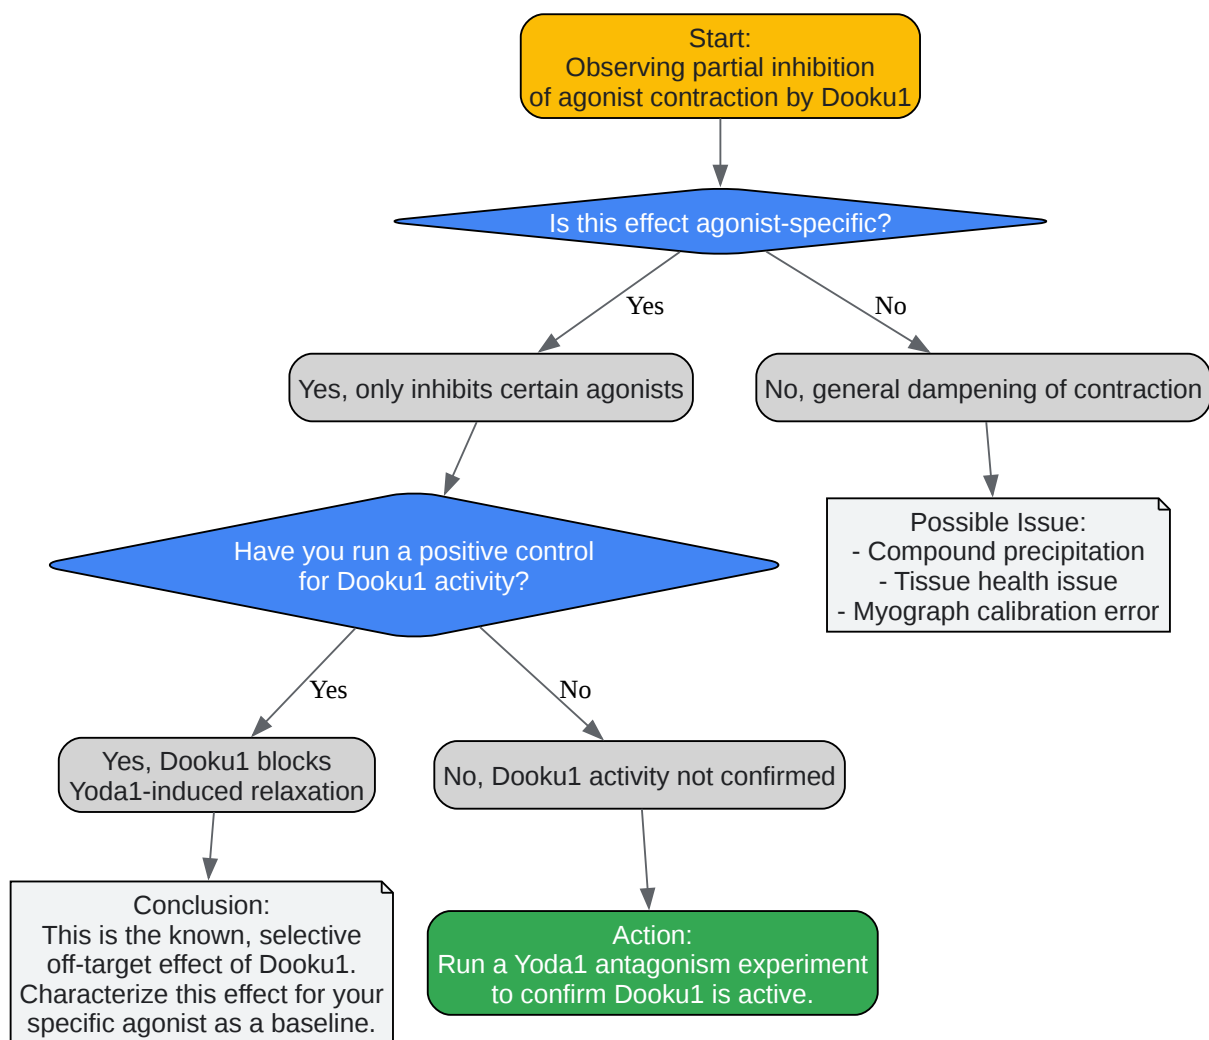 Start:
Observing partial inhibition
of agonist contraction by Dooku1
Is this effect agonist-specific?
Yes
No
Yes, only inhibits certain agonists
No, general dampening of contraction
Have you run a positive control
for Dooku1 activity?
Possible Issue:
- Compound precipitation
- Tissue health issue
- Myograph calibration error
Yes
No
Yes, Dooku1 blocks
Yoda1-induced relaxation
No, Dooku1 activity not confirmed
Conclusion:
This is the known, selective
off-target effect of Dooku1.
Characterize this effect for your
specific agonist as a baseline.
Action:
Run a Yoda1 antagonism experiment
to confirm Dooku1 is active.